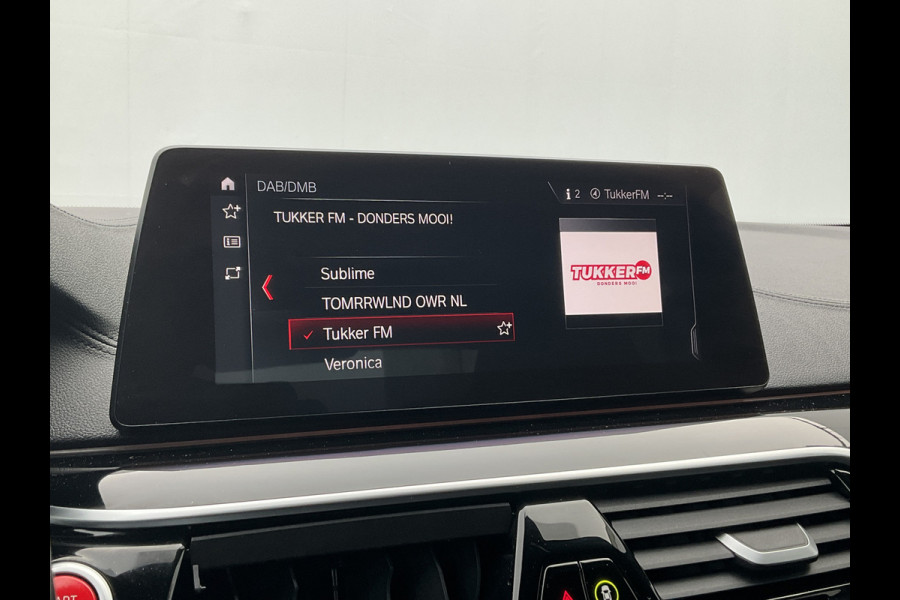 DAB/DMB
2 4 TukkerFM --:--
TUKKER FM - DONDERS MOOI!
Sublime
TOMRRWLND OWR NL
Tukker FM
Veronica
TUKKER FM
DONDERS MOOI